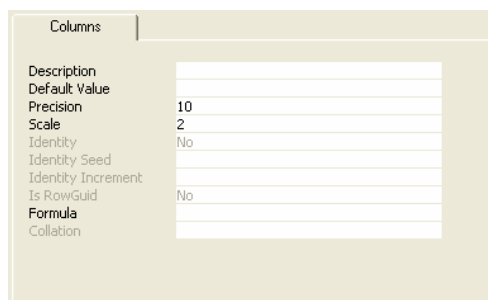 Columns
Description
Default Value
Precision 10
Scale 2
Identity No
Identity Seed
Identity Increment
Is RowGuid No
Formula
Collation